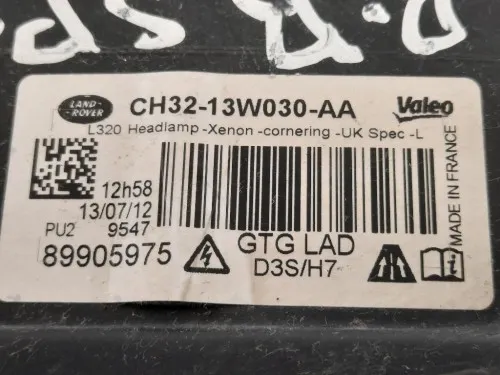 LAND-
ROVER
CH32-13W030-AA
Valeo
L320 Headlamp -Xenon -cornering -UK Spec -L
MADE IN FRANCE
12h58
13/07/12
PU2 9547
89905975
GTG LAD
D3S/H7